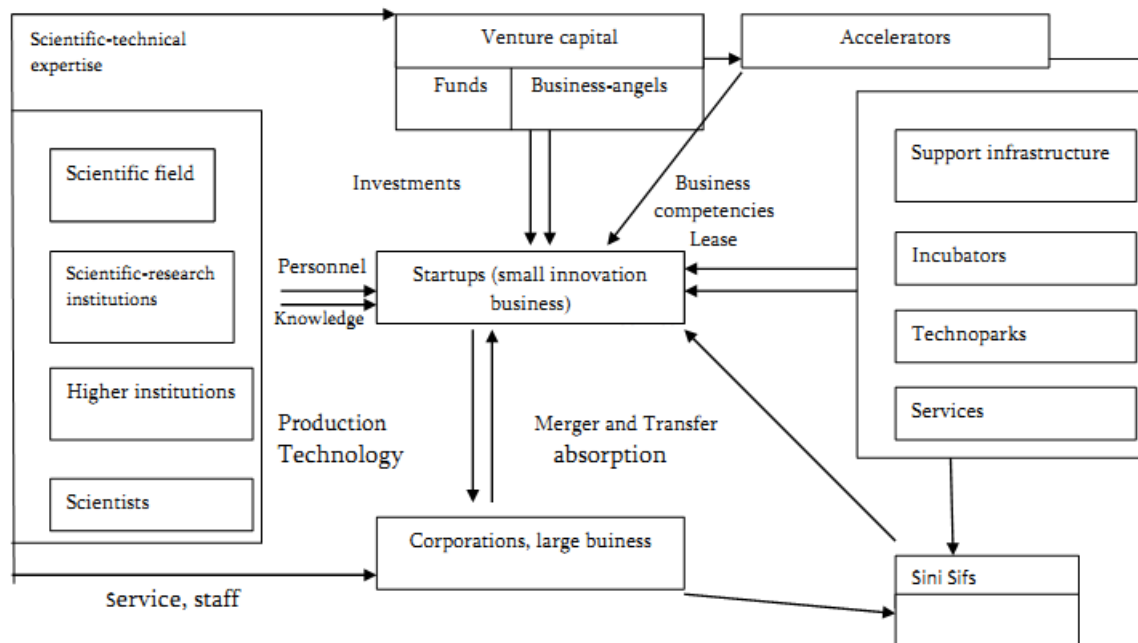 Scientific-technical
expertise
Venture capital
Accelerators
Funds
Business-angels
Scientific field
Support infrastructure
Investments
Business
competencies
Lease
Scientific-research
institutions
Personnel
Knowledge
Startups (small innovation
business)
Incubators
Technoparks
Higher institutions
Services
Production
Technology
Merger and Transfer
absorption
Scientists
Corporations, large buiness
Service, staff
$ini $ifs